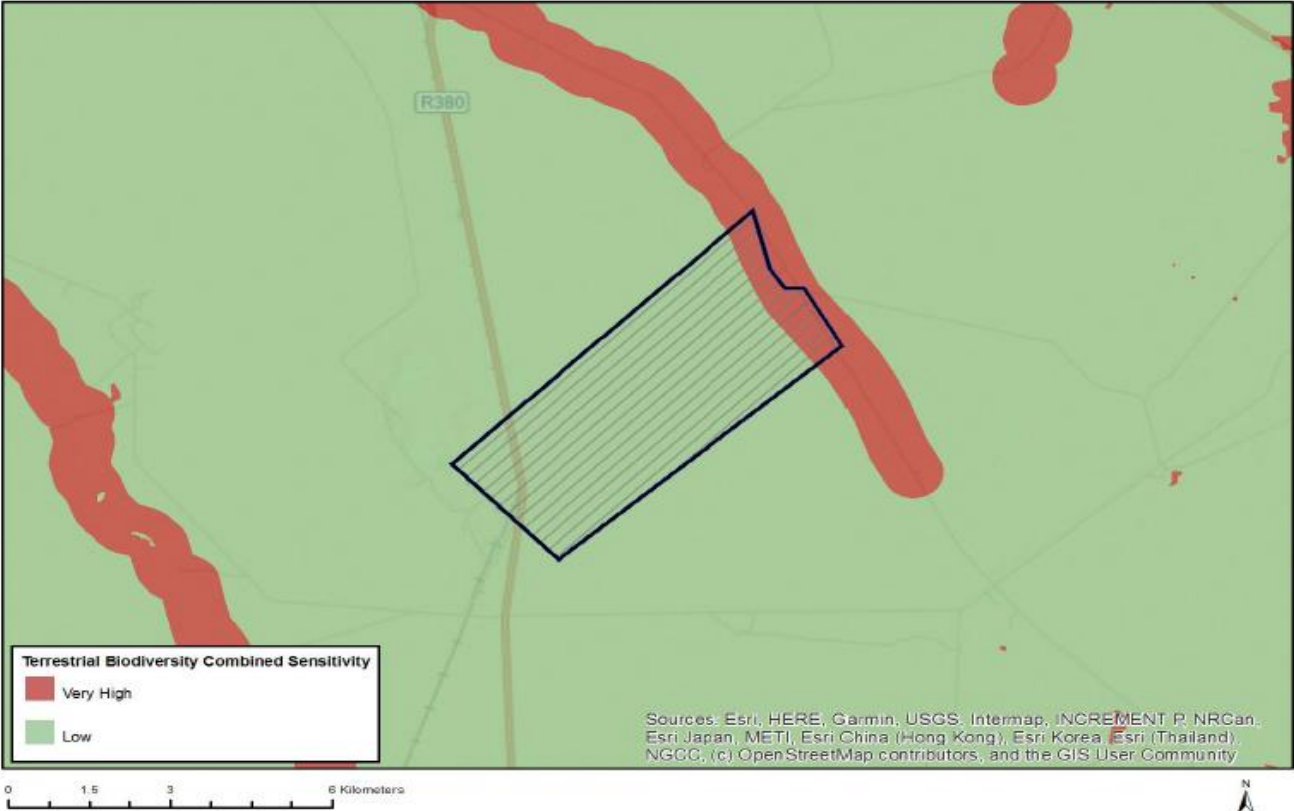 R380
Terrestrial Biodiversity Combined Sensitivity
Very High
Low
Sources: Esri, HERE, Garmin, USGS, Intermap, INCREMENT P, NRCan,
Esri Japan, METI, Esri China (Hong Kong), Esri Korea, Esri (Thailand),
NGCC, (c) OpenStreetMap contributors, and the GIS User Community
0 1.5 3 6 Kilometers
N